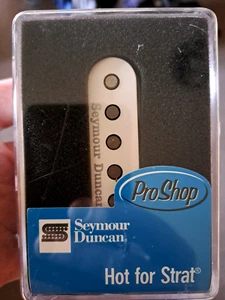 Seymour Duncan
ProShop
Seymour
Duncan
Hot for Strat®